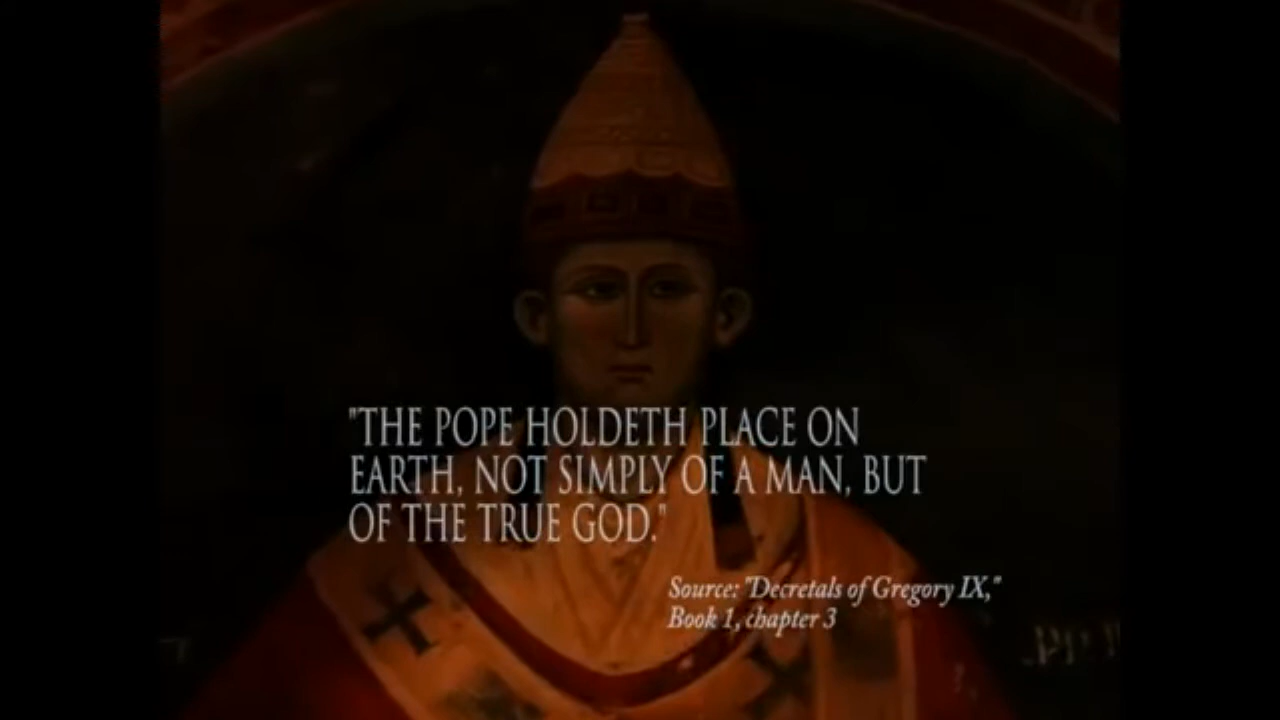 "THE POPE HOLDETH PLACE ON
EARTH, NOT SIMPLY OF A MAN, BUT
OF THE TRUE GOD."
Source: "Decretals of Gregory IX,"
Book 1, chapter 3